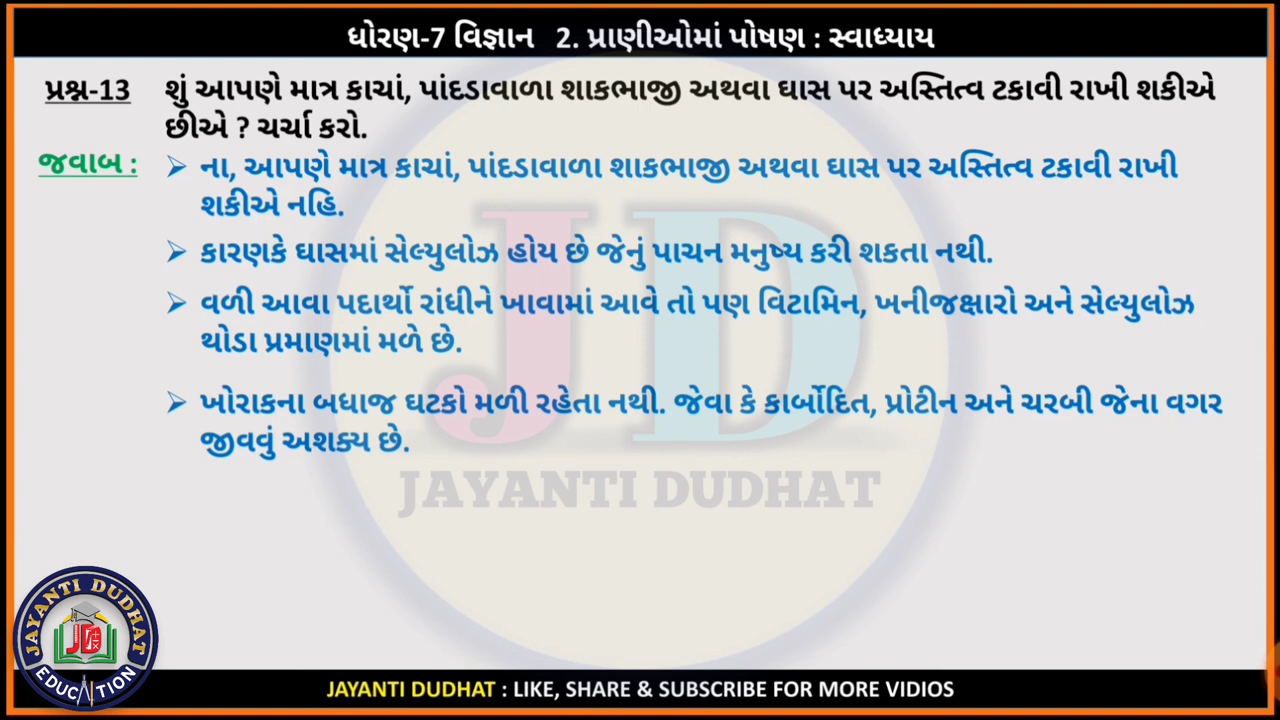 ધોરણ-7 વિજ્ઞાન 2. પ્રાણીઓમાં પોષણ : સ્વાધ્યાય
પ્રશ્ન-13 શું આપણે માત્ર કાચાં, પાંદડાવાળા શાકભાજી અથવા ઘાસ પર અસ્તિત્વ ટકાવી રાખી શકીએ
છીએ ? ચર્ચા કરો.
જવાબ : ➢ ના, આપણે માત્ર કાચાં, પાંદડાવાળા શાકભાજી અથવા ઘાસ પર અસ્તિત્વ ટકાવી રાખી
શકીએ નહિ.
➢ કારણકે ઘાસમાં સેલ્યુલોઝ હોય છે જેનું પાચન મનુષ્ય કરી શકતા નથી.
➢ વળી આવા પદાર્થો રાંધીને ખાવામાં આવે તો પણ વિટામિન, ખનીજક્ષારો અને સેલ્યુલોઝ
થોડા પ્રમાણમાં મળે છે.
➢ ખોરાકના બધાજ ઘટકો મળી રહેતા નથી. જેવા કે કાર્બોદિત, પ્રોટીન અને ચરબી જેના વગર
જીવવું અશક્ય છે.
JD
JAYANTI DUDHAT
JAYANTI DUDHAT
JD
EDUCATION
JAYANTI DUDHAT : LIKE, SHARE & SUBSCRIBE FOR MORE VIDIOS